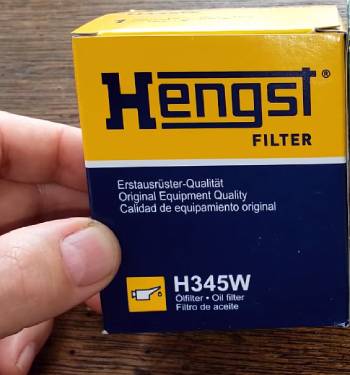 Hengst®
FILTER
Erstausrüster-Qualität
Original Equipment Quality
Calidad de equipamiento original
H345W
Ölfilter • Oil filter
Filtro de aceite